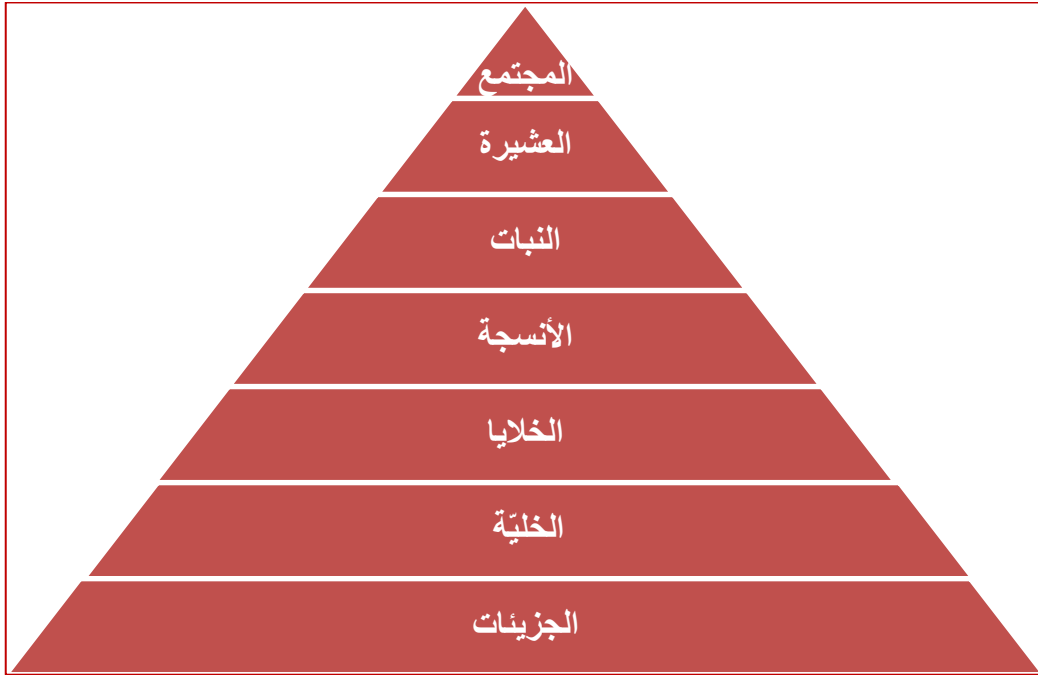 المجتمع
العشيرة
النبات
الأنسجة
الخلايا
الخليّة
الجزيئات